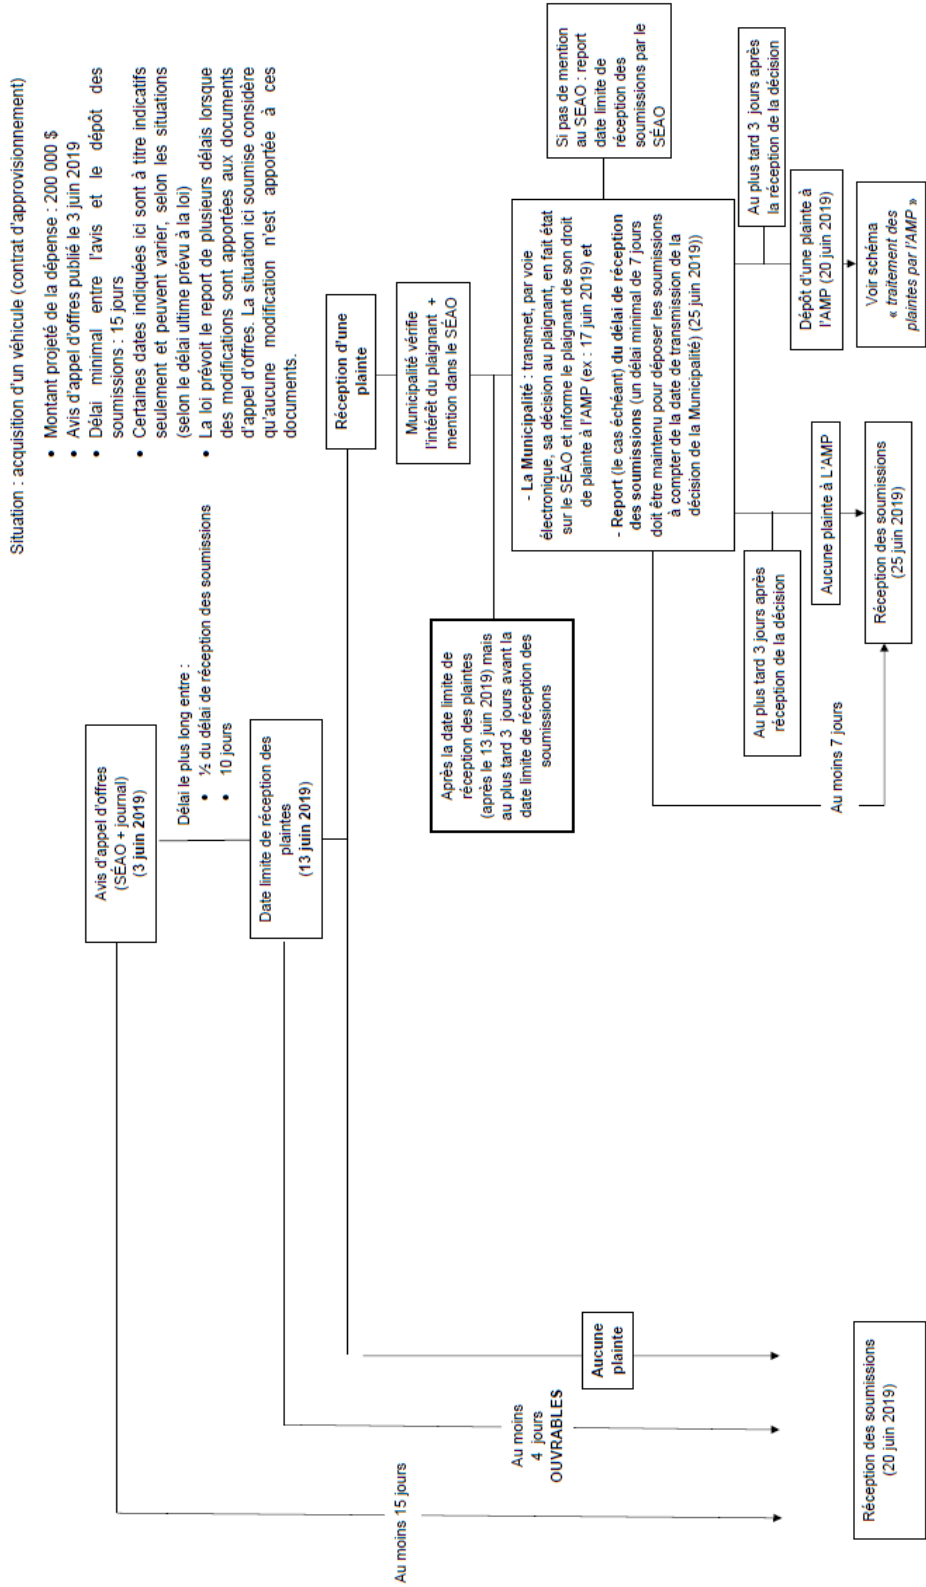 Situation : acquisition d'un véhicule (contrat d'approvisionnement)
• Montant projeté de la dépense : 200 000 $
• Avis d'appel d'offres publié le 3 juin 2019
• Délai minimal entre l'avis et le dépôt des
soumissions : 15 jours
• Certaines dates indiquées ici sont à titre indicatifs
seulement et peuvent varier, selon les situations
(selon le délai ultime prévu à la loi)
• La loi prévoit le report de plusieurs délais lorsque
des modifications sont apportées aux documents
d'appel d'offres. La situation ici soumise considère
qu'aucune modification n'est apportée à ces
documents.
Avis d'appel d'offres
(SÉAO + journal)
(3 juin 2019)
Délai le plus long entre :
• ½ du délai de réception des soumissions
• 10 jours
Date limite de réception des
plaintes
(13 juin 2019)
Réception d'une
plainte
Municipalité vérifie
l'intérêt du plaignant +
mention dans le SÉAO
Après la date limite de
réception des plaintes
(après le 13 juin 2019) mais
au plus tard 3 jours avant la
date limite de réception des
soumissions
- La Municipalité : transmet, par voie
électronique, sa décision au plaignant, en fait état
sur le SÉAO et informe le plaignant de son droit
de plainte à l'AMP (ex : 17 juin 2019) et
- Report (le cas échéant) du délai de réception
des soumissions (un délai minimal de 7 jours
doit être maintenu pour déposer les soumissions
à compter de la date de transmission de la
décision de la Municipalité) (25 juin 2019))
Si pas de mention
au SEAO : report
date limite de
réception des
soumissions par le
SÉAO
Au plus tard 3 jours après
la réception de la décision
Dépôt d'une plainte à
l'AMP (20 juin 2019)
Voir schéma
« traitement des
plaintes par l'AMP »
Au plus tard 3 jours après
réception de la décision
Aucune plainte à L'AMP
Réception des soumissions
(25 juin 2019)
Au moins 7 jours
Aucune
plainte
Au moins
4 jours
OUVRABLES
Au moins 15 jours
Réception des soumissions
(20 juin 2019)